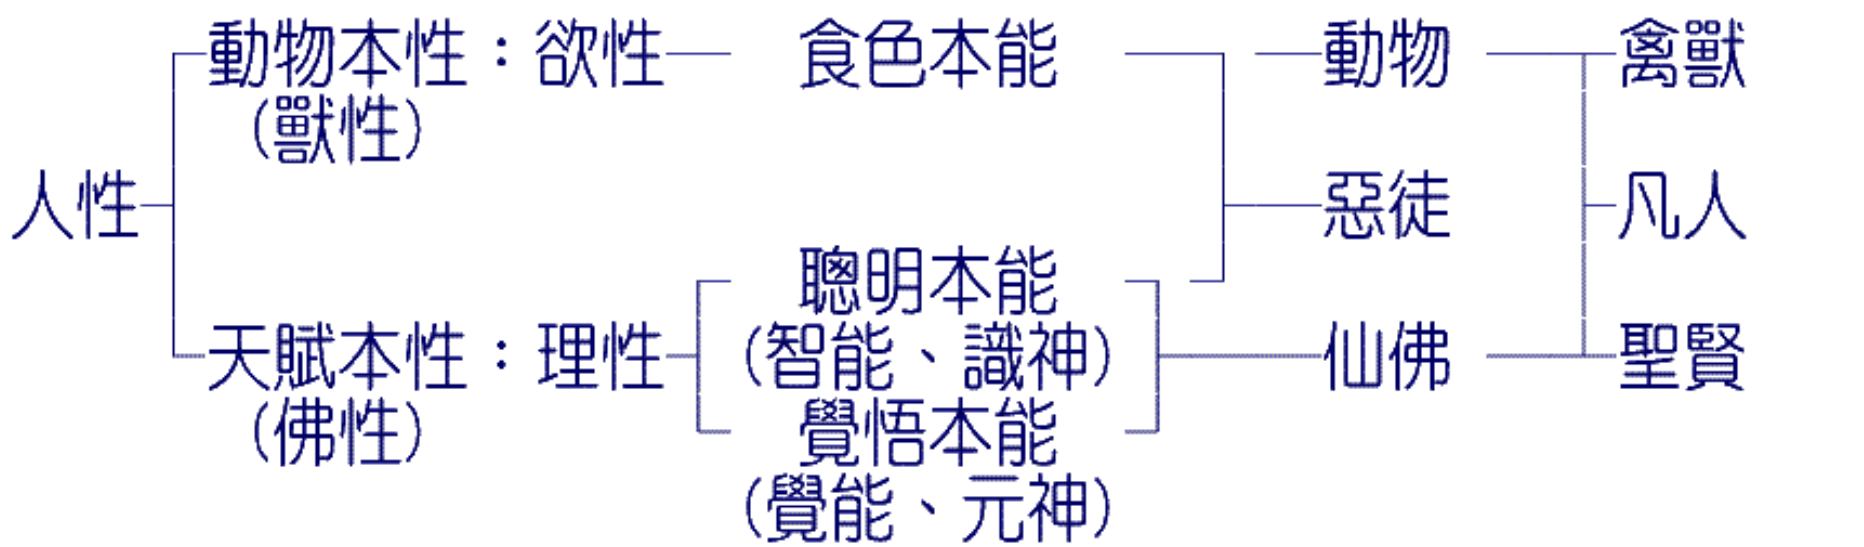 動物本性：欲性 食色本能 動物 禽獸
(獸性)
人性 惡徒 凡人
聰明本能
天賦本性：理性 (智能、識神) 仙佛 聖賢
(佛性) 覺悟本能
(覺能、元神)